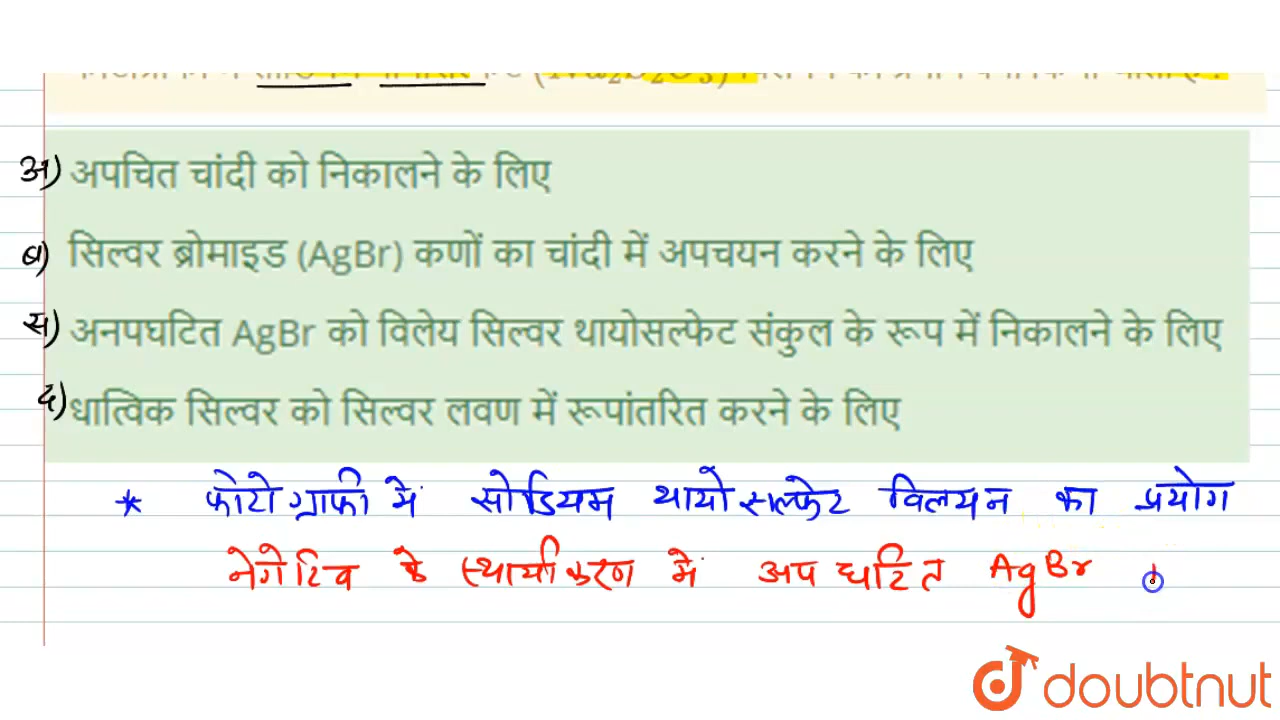 (Na₂S₂O₃)
अ) अपचित चांदी को निकालने के लिए
ब) सिल्वर ब्रोमाइड (AgBr) कणों का चांदी में अपचयन करने के लिए
स) अनपघटित AgBr को विलेय सिल्वर थायोसल्फेट संकुल के रूप में निकालने के लिए
द) धात्विक सिल्वर को सिल्वर लवण में रूपांतरित करने के लिए
* फोटोग्राफी में सोडियम थायोसल्फेट विलयन का प्रयोग
नेगेटिव के स्थायीकरण में अपघटित AgBr
doubtnut